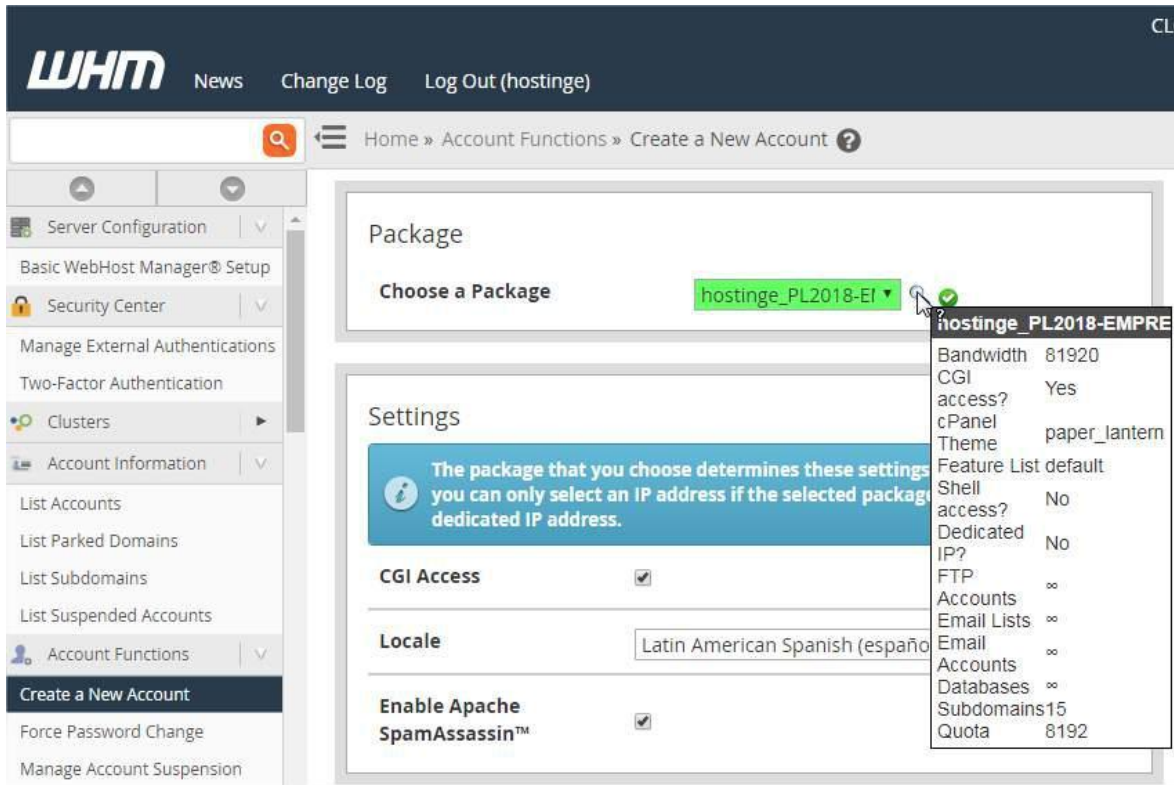 CL
WHM News Change Log Log Out (hostinge)
Home » Account Functions » Create a New Account
Server Configuration
Basic WebHost Manager® Setup
Security Center
Manage External Authentications
Two-Factor Authentication
Clusters
Account Information
List Accounts
List Parked Domains
List Subdomains
List Suspended Accounts
Account Functions
Create a New Account
Force Password Change
Manage Account Suspension
Package
Choose a Package hostinge_PL2018-EM
Settings
The package that you choose determines these settings
you can only select an IP address if the selected package
dedicated IP address.
CGI Access
Locale Latin American Spanish (españo
Enable Apache
SpamAssassin™
hostinge_PL2018-EMPRE
Bandwidth 81920
CGI
access? Yes
cPanel
Theme paper_lantern
Feature List default
Shell
access? No
Dedicated
IP? No
FTP
Accounts ∞
Email Lists ∞
Email
Accounts ∞
Databases ∞
Subdomains 15
Quota 8192